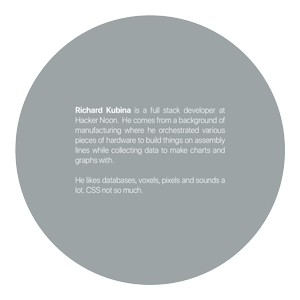 Richard Kubina is a full stack developer at
Hacker Noon. He comes from a background of
manufacturing where he orchestrated various
pieces of hardware to build things on assembly
lines while collecting data to make charts and
graphs with.
He likes databases, voxels, pixels and sounds a
lot. CSS not so much.